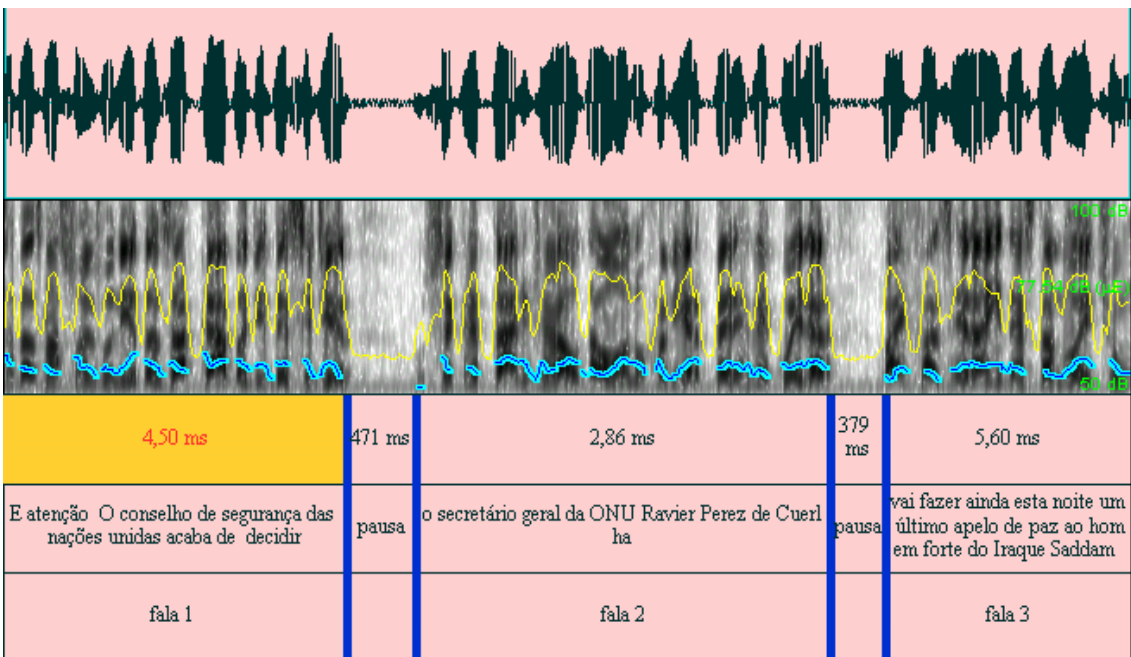 100 dB
77.54 dB (µE)
50 dB
4,50 ms
471 ms
2,86 ms
379
ms
5,60 ms
E atenção O conselho de segurança das
nações unidas acaba de decidir
pausa
o secretário geral da ONU Ravier Perez de Cuerl
ha
pausa
vai fazer ainda esta noite um
último apelo de paz ao hom
em forte do Iraque Saddam
fala 1
fala 2
fala 3